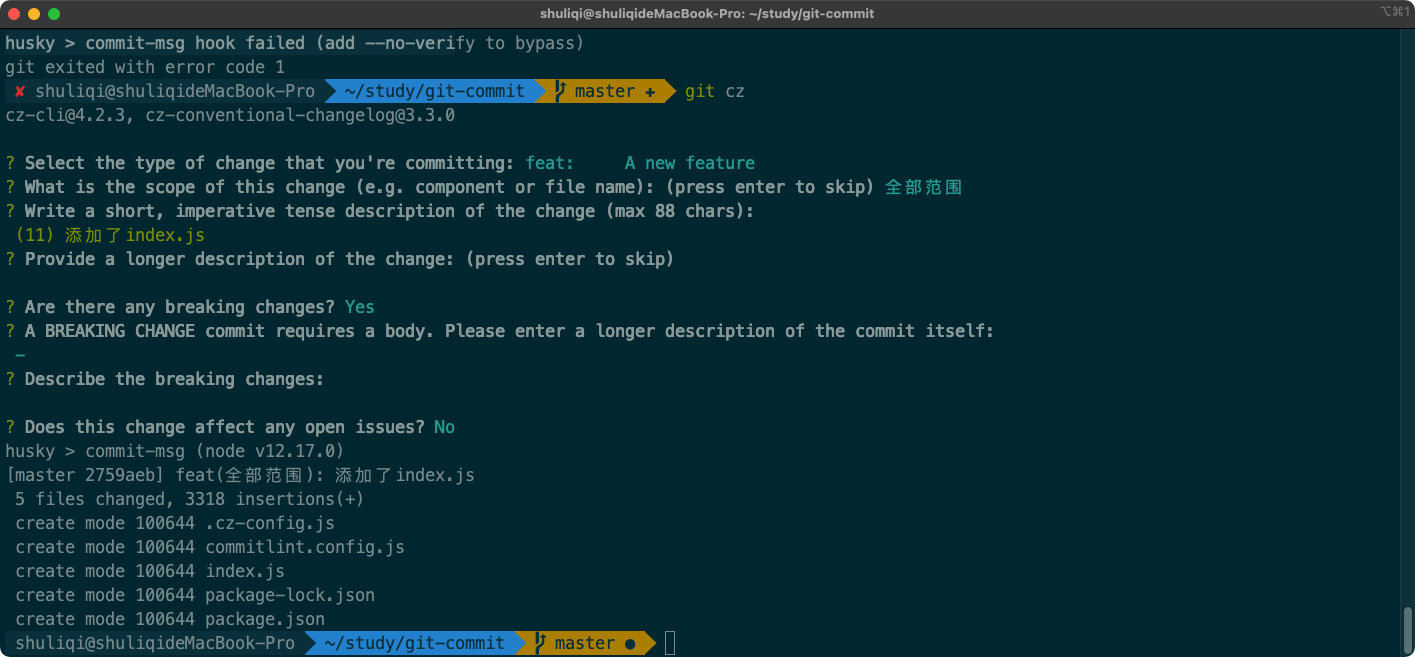 shuliqi@shuliqideMacBook-Pro: ~/study/git-commit
⌥⌘1
husky > commit-msg hook failed (add --no-verify to bypass)
git exited with error code 1
✘ shuliqi@shuliqideMacBook-Pro ~/study/git-commit master ✚ git cz
cz-cli@4.2.3, cz-conventional-changelog@3.3.0
? Select the type of change that you're committing: feat: A new feature
? What is the scope of this change (e.g. component or file name): (press enter to skip) 全部范围
? Write a short, imperative tense description of the change (max 88 chars):
(11) 添加了index.js
? Provide a longer description of the change: (press enter to skip)
? Are there any breaking changes? Yes
? A BREAKING CHANGE commit requires a body. Please enter a longer description of the commit itself:
-
? Describe the breaking changes:
? Does this change affect any open issues? No
husky > commit-msg (node v12.17.0)
[master 2759aeb] feat(全部范围): 添加了index.js
5 files changed, 3318 insertions(+)
create mode 100644 .cz-config.js
create mode 100644 commitlint.config.js
create mode 100644 index.js
create mode 100644 package-lock.json
create mode 100644 package.json
shuliqi@shuliqideMacBook-Pro ~/study/git-commit master ●